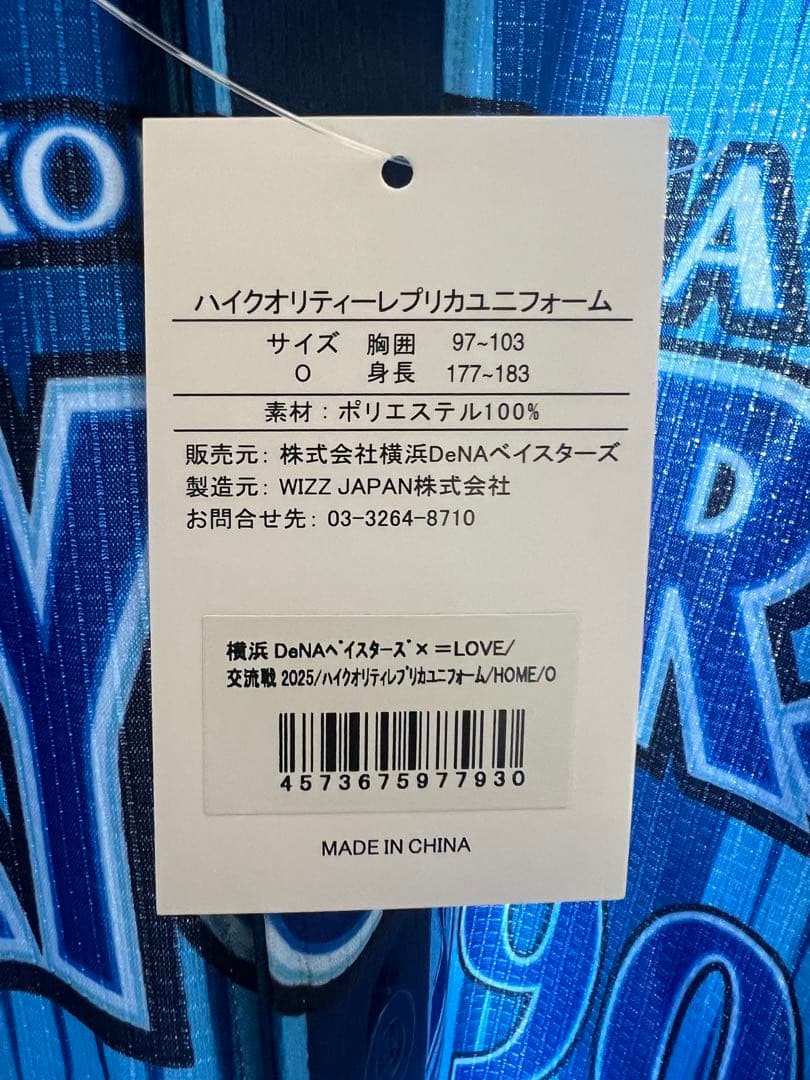 ハイクオリティーレプリカユニフォーム
サイズ 胸囲 97~103
O 身長 177~183
素材：ポリエステル100%
販売元: 株式会社横浜DeNAベイスターズ
製造元: WIZZ JAPAN株式会社
お問合せ先: 03-3264-8710
横浜 DeNAﾍﾞｲｽﾀｰｽﾞ×＝LOVE/
交流戦 2025/ﾊｲｸｵﾘﾃｨﾚﾌﾟﾘｶﾕﾆﾌｫｰﾑ/HOME/O
4573675977930
MADE IN CHINA
KO
A
Y
R
D
90